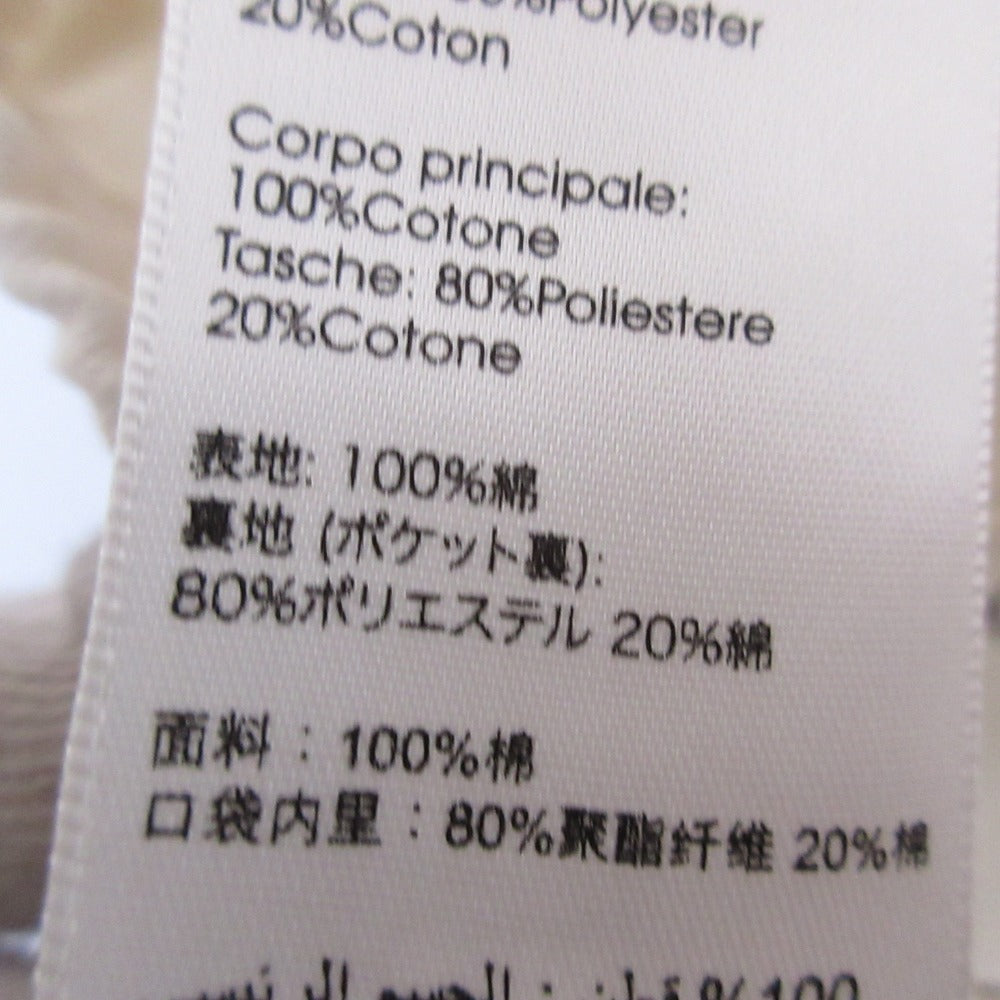 %Polyester
20%Coton
Corpo principale:
100%Cotone
Tasche: 80%Poliestere
20%Cotone
表地: 100%綿
裏地 (ポケット裏):
80%ポリエステル 20%綿
面料：100%棉
口袋内里：80%聚酯纤维 20%棉
100%